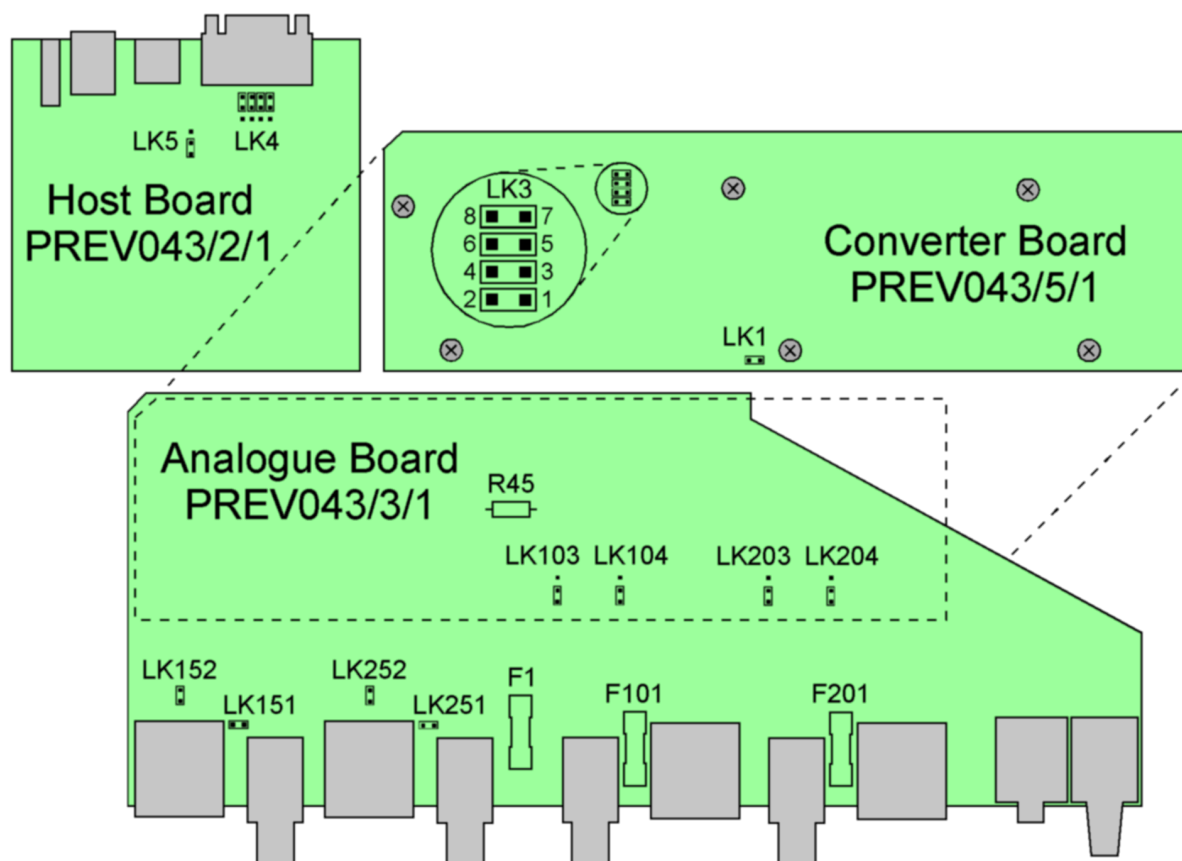 LK5
LK4
Host Board
PREV043/2/1
LK3
8 7
6 5
4 3
2 1
Converter Board
PREV043/5/1
LK1
Analogue Board
PREV043/3/1
R45
LK103
LK104
LK203
LK204
LK152
LK151
LK252
LK251
F1
F101
F201